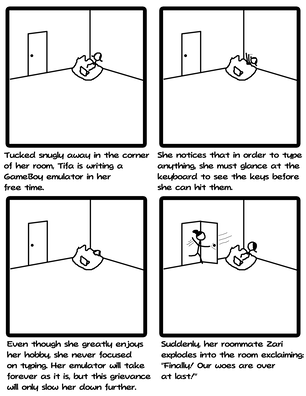 Tucked snugly away in the corner
of her room, Tifa is writing a
GameBoy emulator in her
free time.
She notices that in order to type
anything, she must glance at the
keyboard to see the keys before
she can hit them.
Even though she greatly enjoys
her hobby, she never focused
on typing. Her emulator will take
forever as it is, but this grievance
will only slow her down further.
Suddenly, her roommate Zari
explodes into the room exclaiming:
"Finally! Our woes are over
at last!"